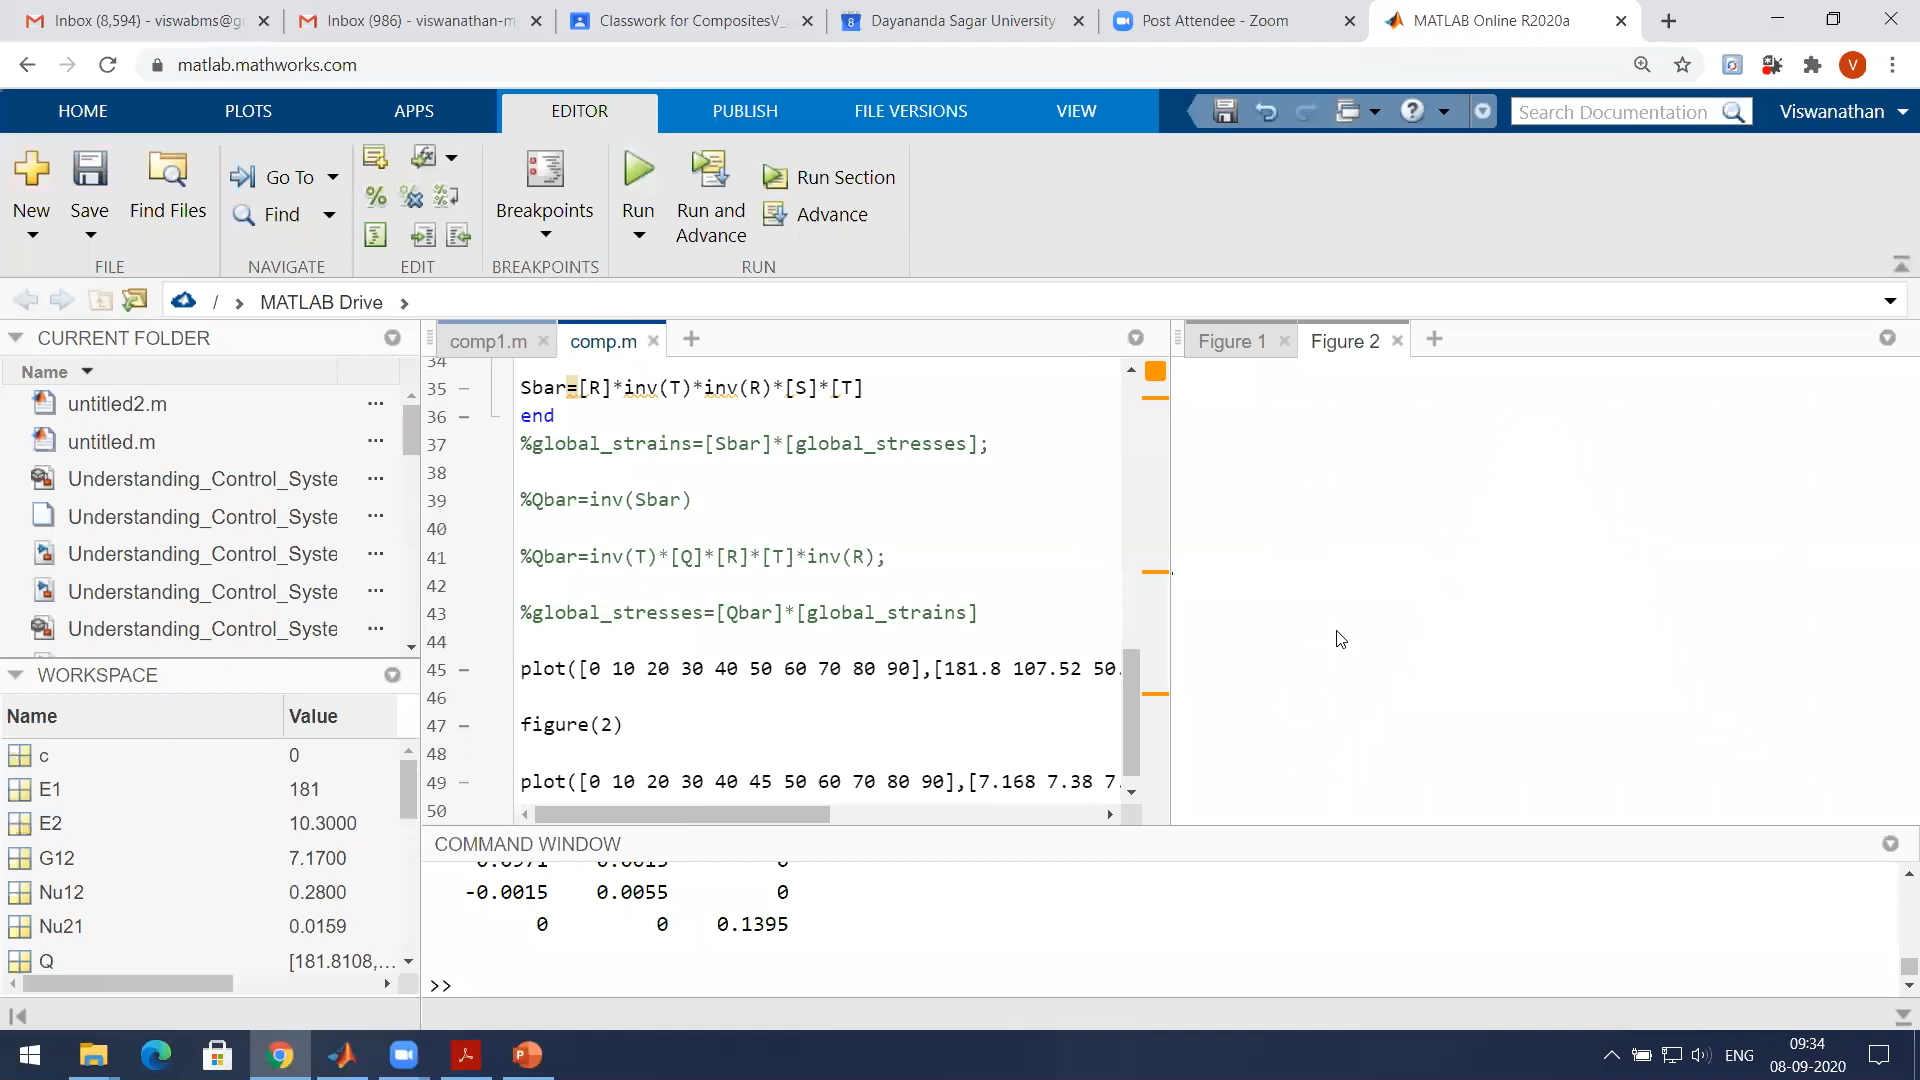 Inbox (8,594) - viswabms@g
Inbox (986) - viswanathan-m
Classwork for CompositesV_
Dayananda Sagar University
Post Attendee - Zoom
MATLAB Online R2020a
matlab.mathworks.com
V
HOME
PLOTS
APPS
EDITOR
PUBLISH
FILE VERSIONS
VIEW
Search Documentation
Viswanathan
New
Save
Find Files
Go To
Find
Breakpoints
Run
Run and
Advance
Run Section
Advance
FILE
NAVIGATE
EDIT
BREAKPOINTS
RUN
/ > MATLAB Drive >
CURRENT FOLDER
Name
untitled2.m
untitled.m
Understanding_Control_Syste
Understanding_Control_Syste
Understanding_Control_Syste
Understanding_Control_Syste
Understanding_Control_Syste
WORKSPACE
Name Value
c 0
E1 181
E2 10.3000
G12 7.1700
Nu12 0.2800
Nu21 0.0159
Q [181.8108,...
comp1.m
comp.m
34
35 Sbar=[R]*inv(T)*inv(R)*[S]*[T]
36 end
37 %global_strains=[Sbar]*[global_stresses];
38
39 %Qbar=inv(Sbar)
40
41 %Qbar=inv(T)*[Q]*[R]*[T]*inv(R);
42
43 %global_stresses=[Qbar]*[global_strains]
44
45 plot([0 10 20 30 40 50 60 70 80 90],[181.8 107.52 50.
46
47 figure(2)
48
49 plot([0 10 20 30 40 45 50 60 70 80 90],[7.168 7.38 7.
50
Figure 1
Figure 2
COMMAND WINDOW
-0.0015 0.0055 0
0 0 0.1395
>>
ENG
09:34
08-09-2020